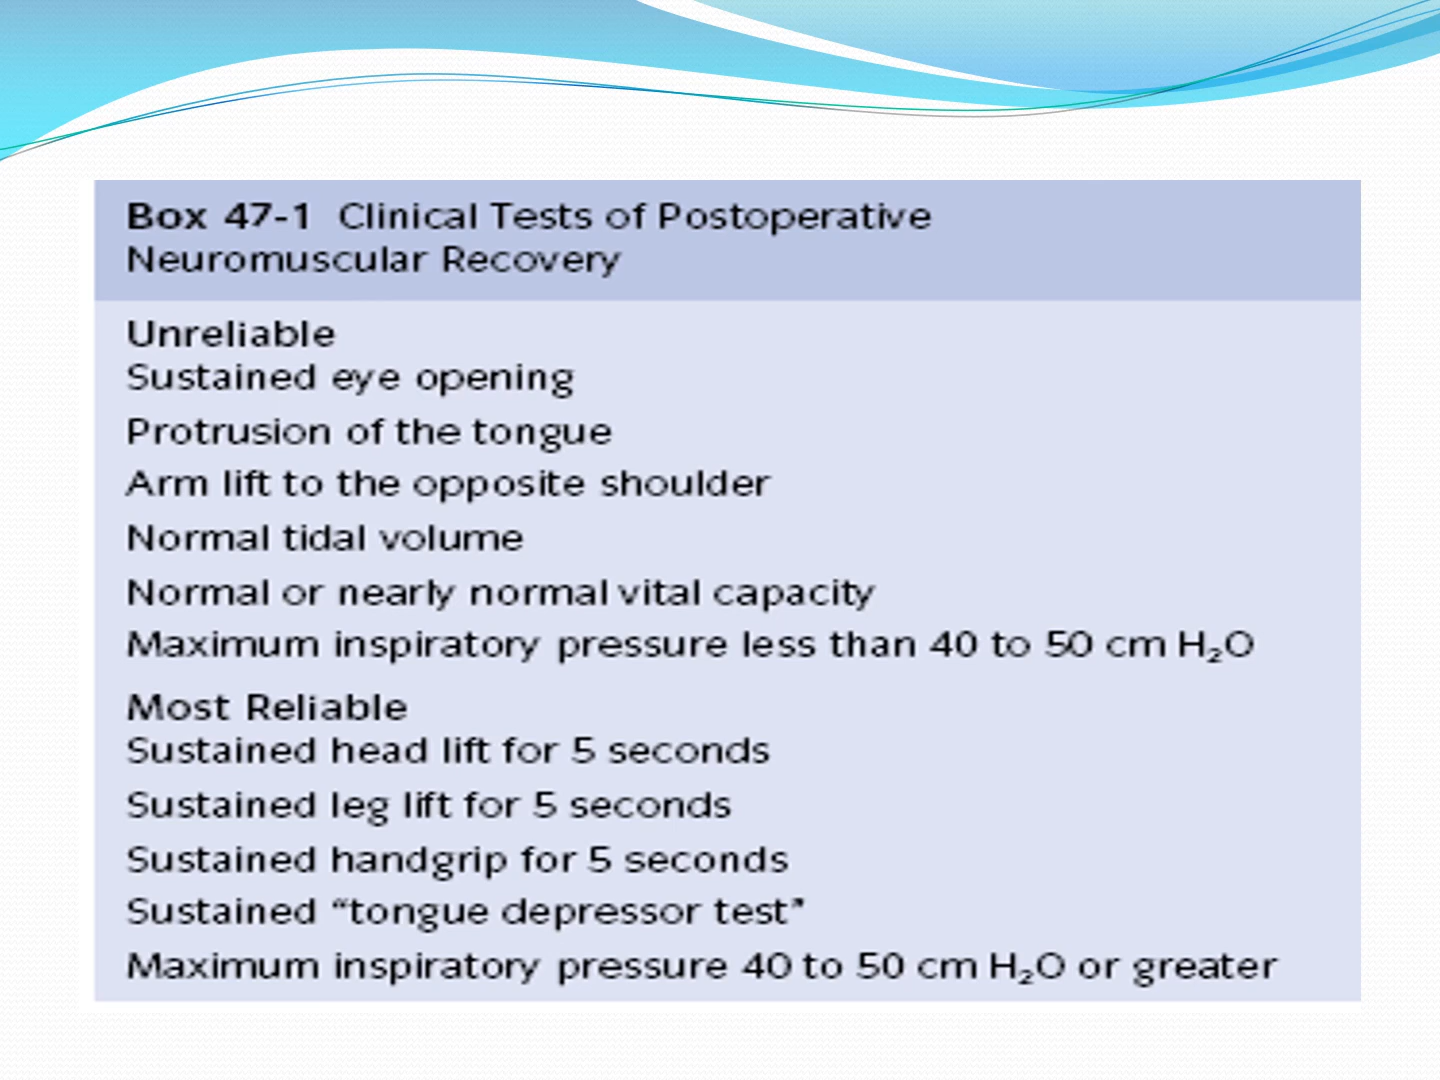 Box 47-1 Clinical Tests of Postoperative
Neuromuscular Recovery
Unreliable
Sustained eye opening
Protrusion of the tongue
Arm lift to the opposite shoulder
Normal tidal volume
Normal or nearly normal vital capacity
Maximum inspiratory pressure less than 40 to 50 cm H₂O
Most Reliable
Sustained head lift for 5 seconds
Sustained leg lift for 5 seconds
Sustained handgrip for 5 seconds
Sustained “tongue depressor test”
Maximum inspiratory pressure 40 to 50 cm H₂O or greater